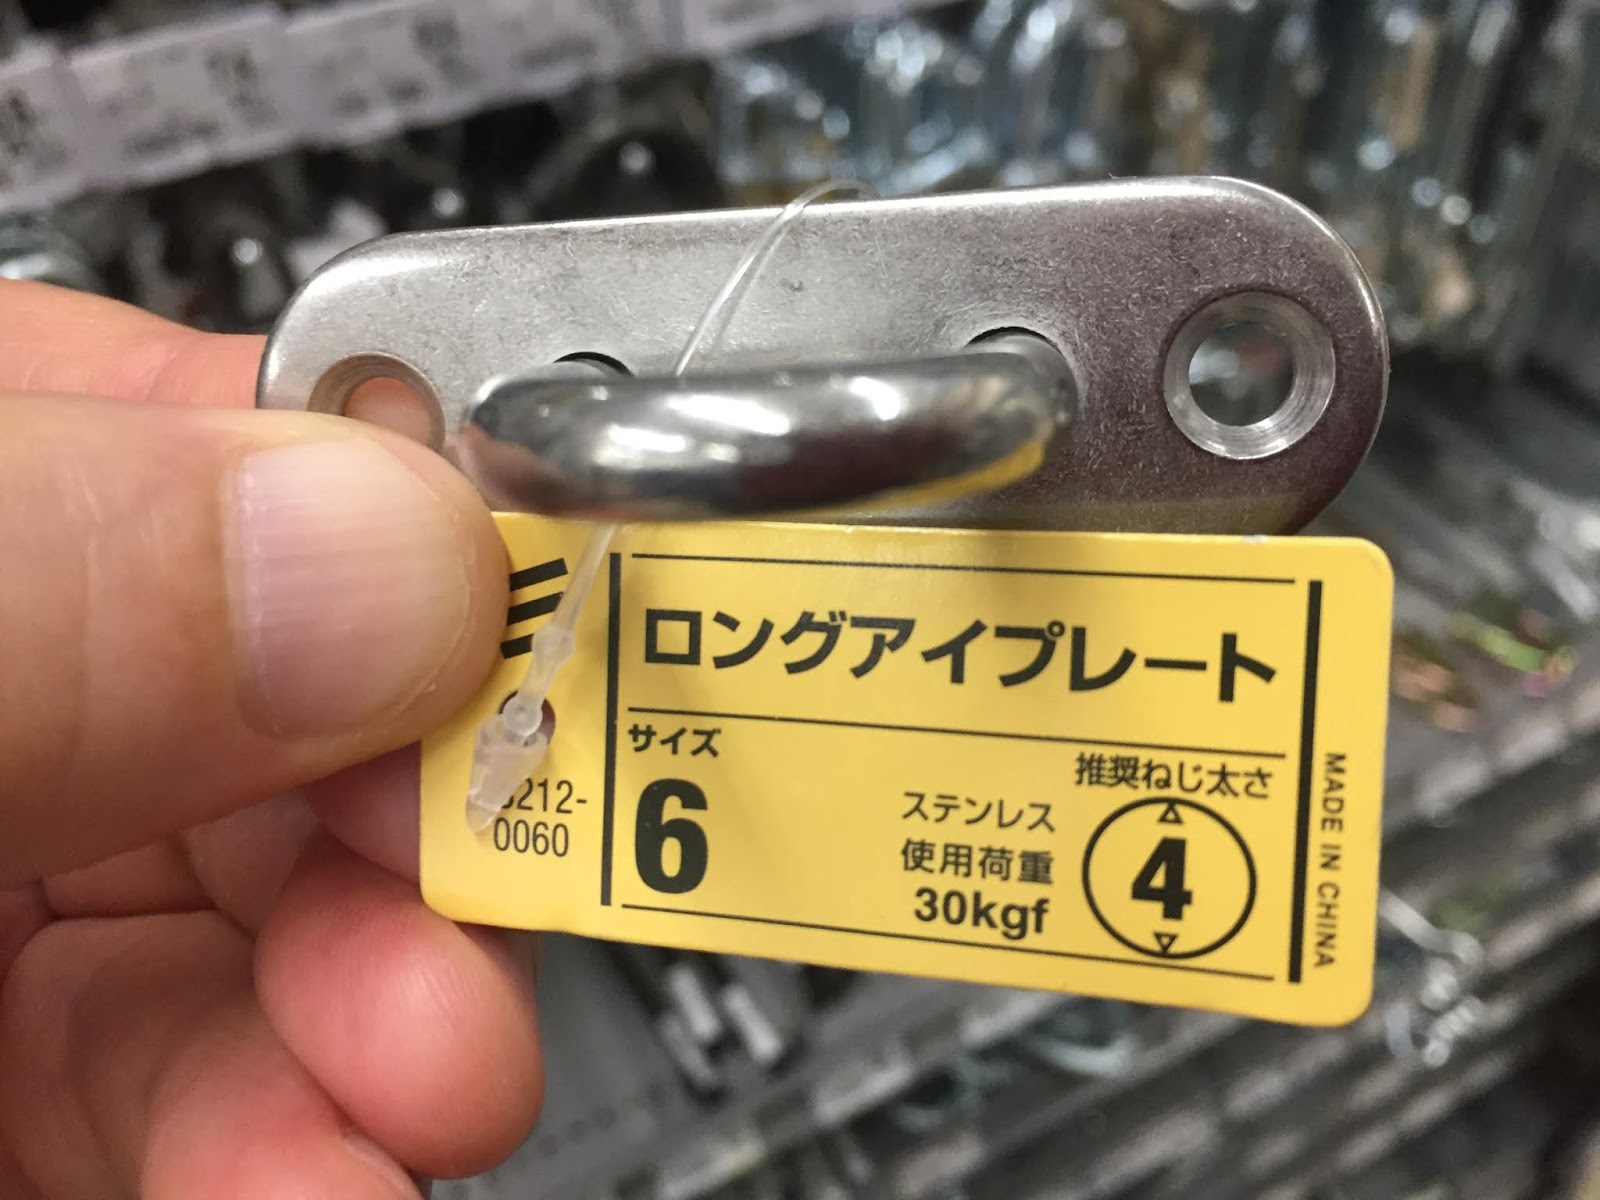 ロングアイプレート
サイズ
6
ステンレス
使用荷重
30kgf
推奨ねじ太さ
4
212-
0060
MADE IN CHINA